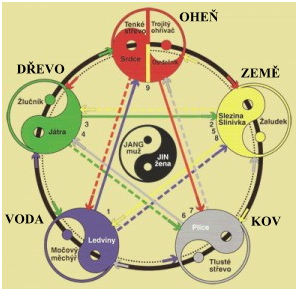 OHEŇ
Tenké
střevo
Trojitý
ohřívač
Srdce
9
DŘEVO
ZEMĚ
Žlučník
Játra
3
4
2
5
8
Slezina
Slinivka
Žaludek
JANG
muž
JIN
žena
VODA
KOV
1
6
7
Ledviny
Močový
měchýř
Plíce
Tlusté
střevo